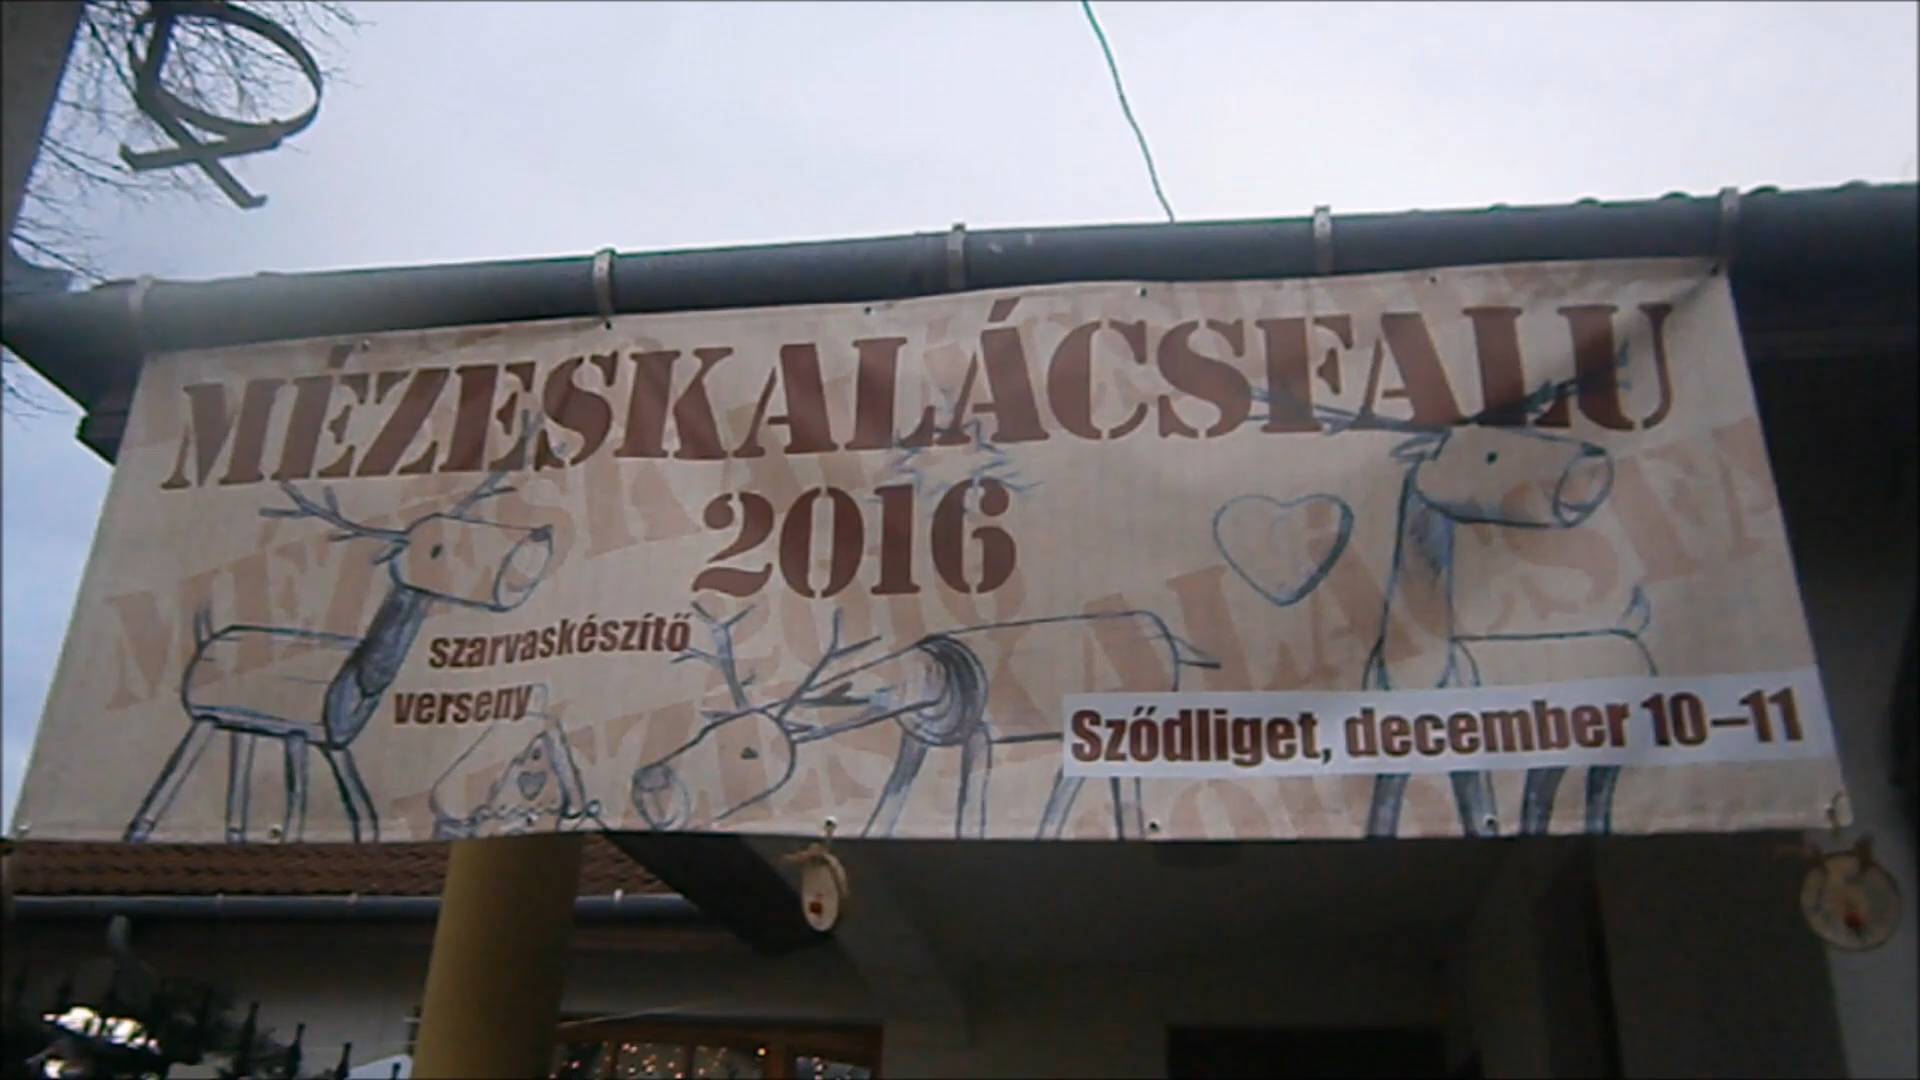 MÉZESKALÁCSFALU
2016
szarvaskészítő
verseny
Sződliget, december 10–11